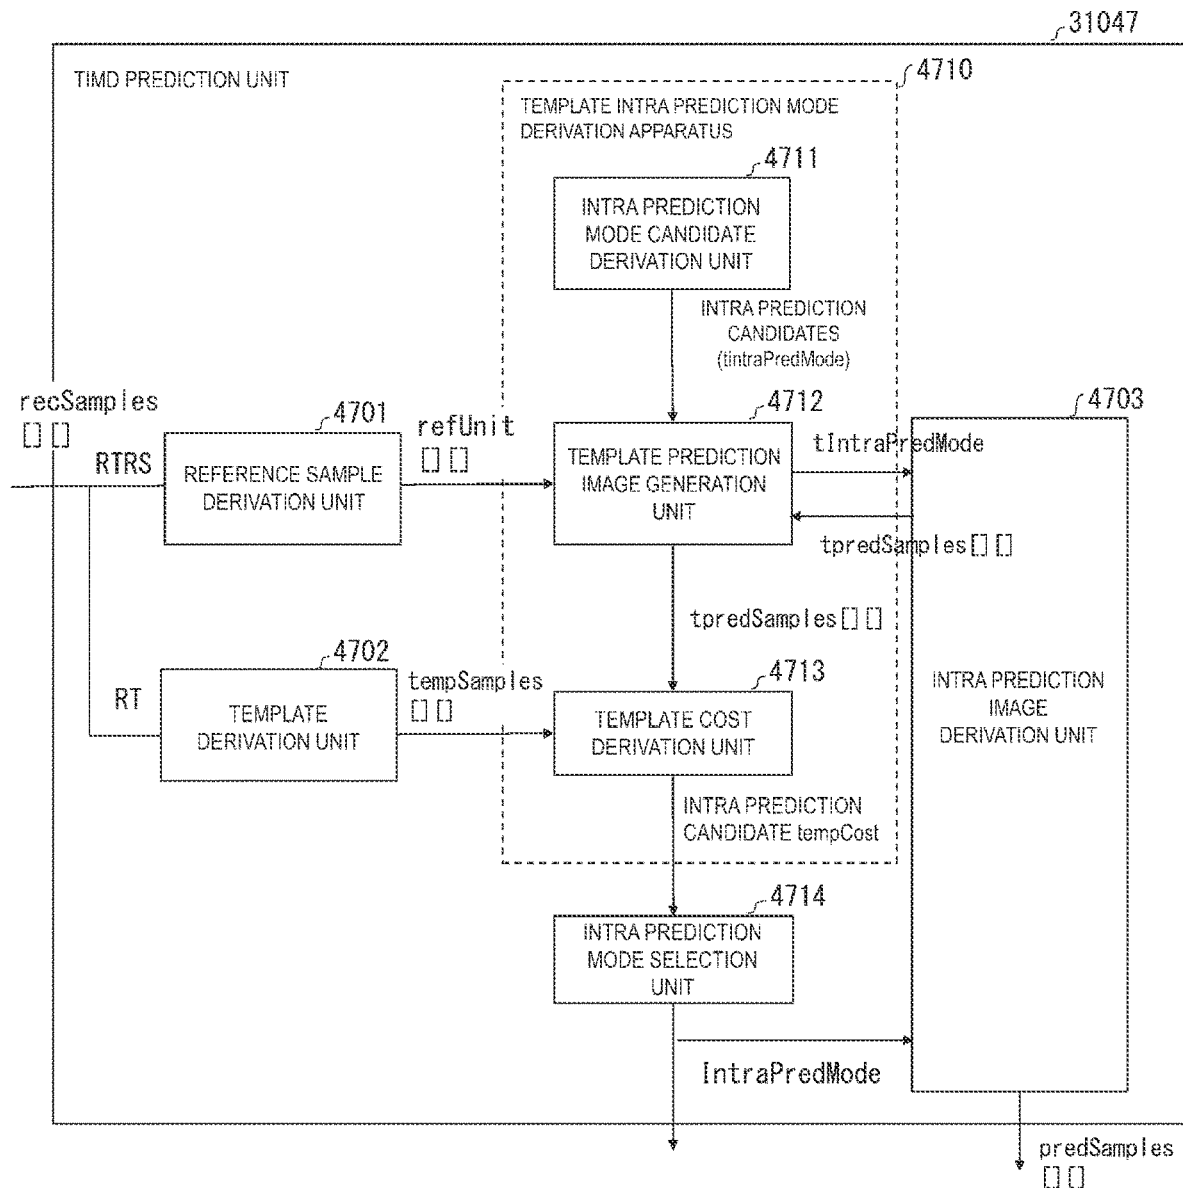 31047
TIMD PREDICTION UNIT
4710
TEMPLATE INTRA PREDICTION MODE
DERIVATION APPARATUS
4711
INTRA PREDICTION
MODE CANDIDATE
DERIVATION UNIT
INTRA PREDICTION
CANDIDATES
(tintraPredMode)
recSamples
[] []
RTRS
4701
REFERENCE SAMPLE
DERIVATION UNIT
refUnit
[] []
4712
TEMPLATE PREDICTION
IMAGE GENERATION
UNIT
tIntraPredMode
tpredSamples[] []
4703
INTRA PREDICTION
IMAGE
DERIVATION UNIT
tpredSamples[] []
RT
4702
TEMPLATE
DERIVATION UNIT
tempSamples
[] []
4713
TEMPLATE COST
DERIVATION UNIT
INTRA PREDICTION
CANDIDATE tempCost
4714
INTRA PREDICTION
MODE SELECTION
UNIT
IntraPredMode
predSamples
[] []